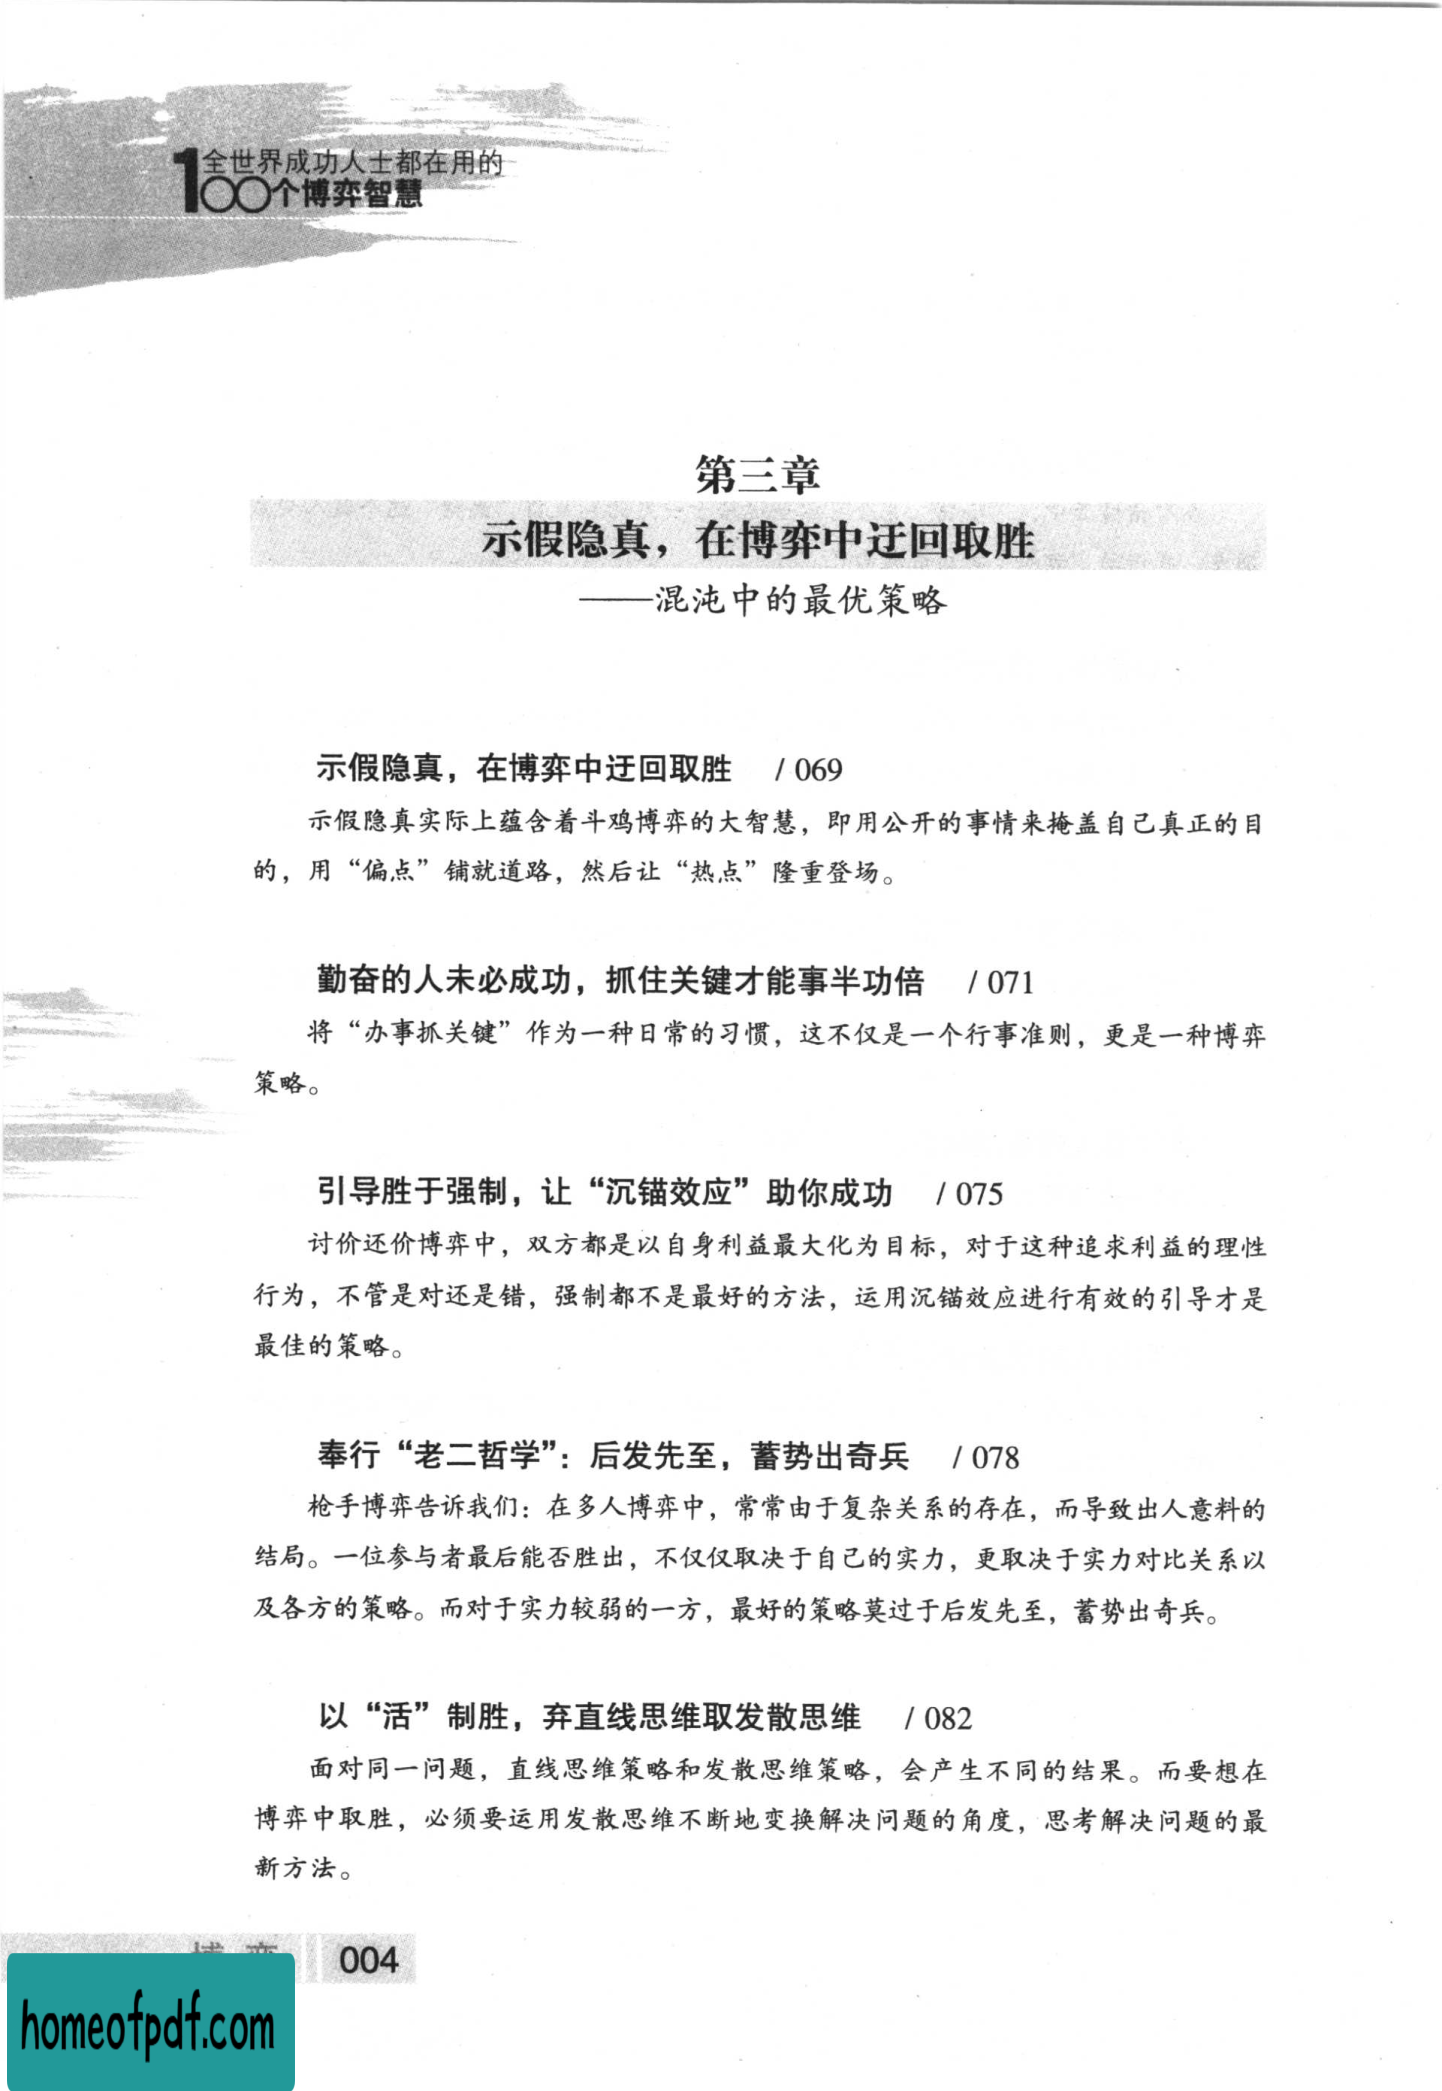 全世界成功人士都在用的
100个博弈智慧
第三章
示假隐真，在博弈中迂回取胜
——混沌中的最优策略
示假隐真，在博弈中迂回取胜 / 069
示假隐真实际上蕴含着斗鸡博弈的大智慧，即用公开的事情来掩盖自己真正的目
的，用“偏点”铺就道路，然后让“热点”隆重登场。
勤奋的人未必成功，抓住关键才能事半功倍 / 071
将“办事抓关键”作为一种日常的习惯，这不仅是一个行事准则，更是一种博弈
策略。
引导胜于强制，让“沉锚效应”助你成功 / 075
讨价还价博弈中，双方都是以自身利益最大化为目标，对于这种追求利益的理性
行为，不管是对还是错，强制都不是最好的方法，运用沉锚效应进行有效的引导才是
最佳的策略。
奉行“老二哲学”：后发先至，蓄势出奇兵 / 078
枪手博弈告诉我们：在多人博弈中，常常由于复杂关系的存在，而导致出人意料的
结局。一位参与者最后能否胜出，不仅仅取决于自己的实力，更取决于实力对比关系以
及各方的策略。而对于实力较弱的一方，最好的策略莫过于后发先至，蓄势出奇兵。
以“活”制胜，弃直线思维取发散思维 / 082
面对同一问题，直线思维策略和发散思维策略，会产生不同的结果。而要想在
博弈中取胜，必须要运用发散思维不断地变换解决问题的角度，思考解决问题的最
新方法。
004
homeofpdf.com